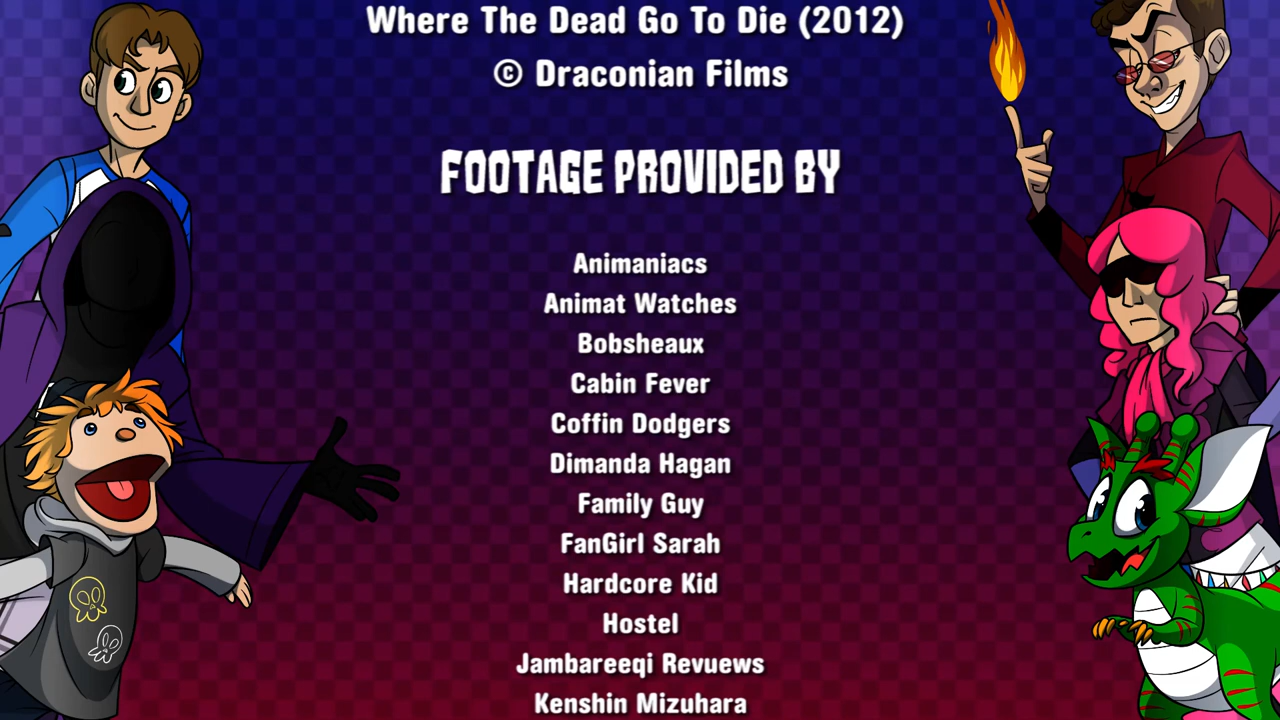 Where The Dead Go To Die (2012)
© Draconian Films
FOOTAGE PROVIDED BY
Animaniacs
Animat Watches
Bobsheaux
Cabin Fever
Coffin Dodgers
Dimanda Hagan
Family Guy
FanGirl Sarah
Hardcore Kid
Hostel
Jambareeqi Revuews
Kenshin Mizuhara